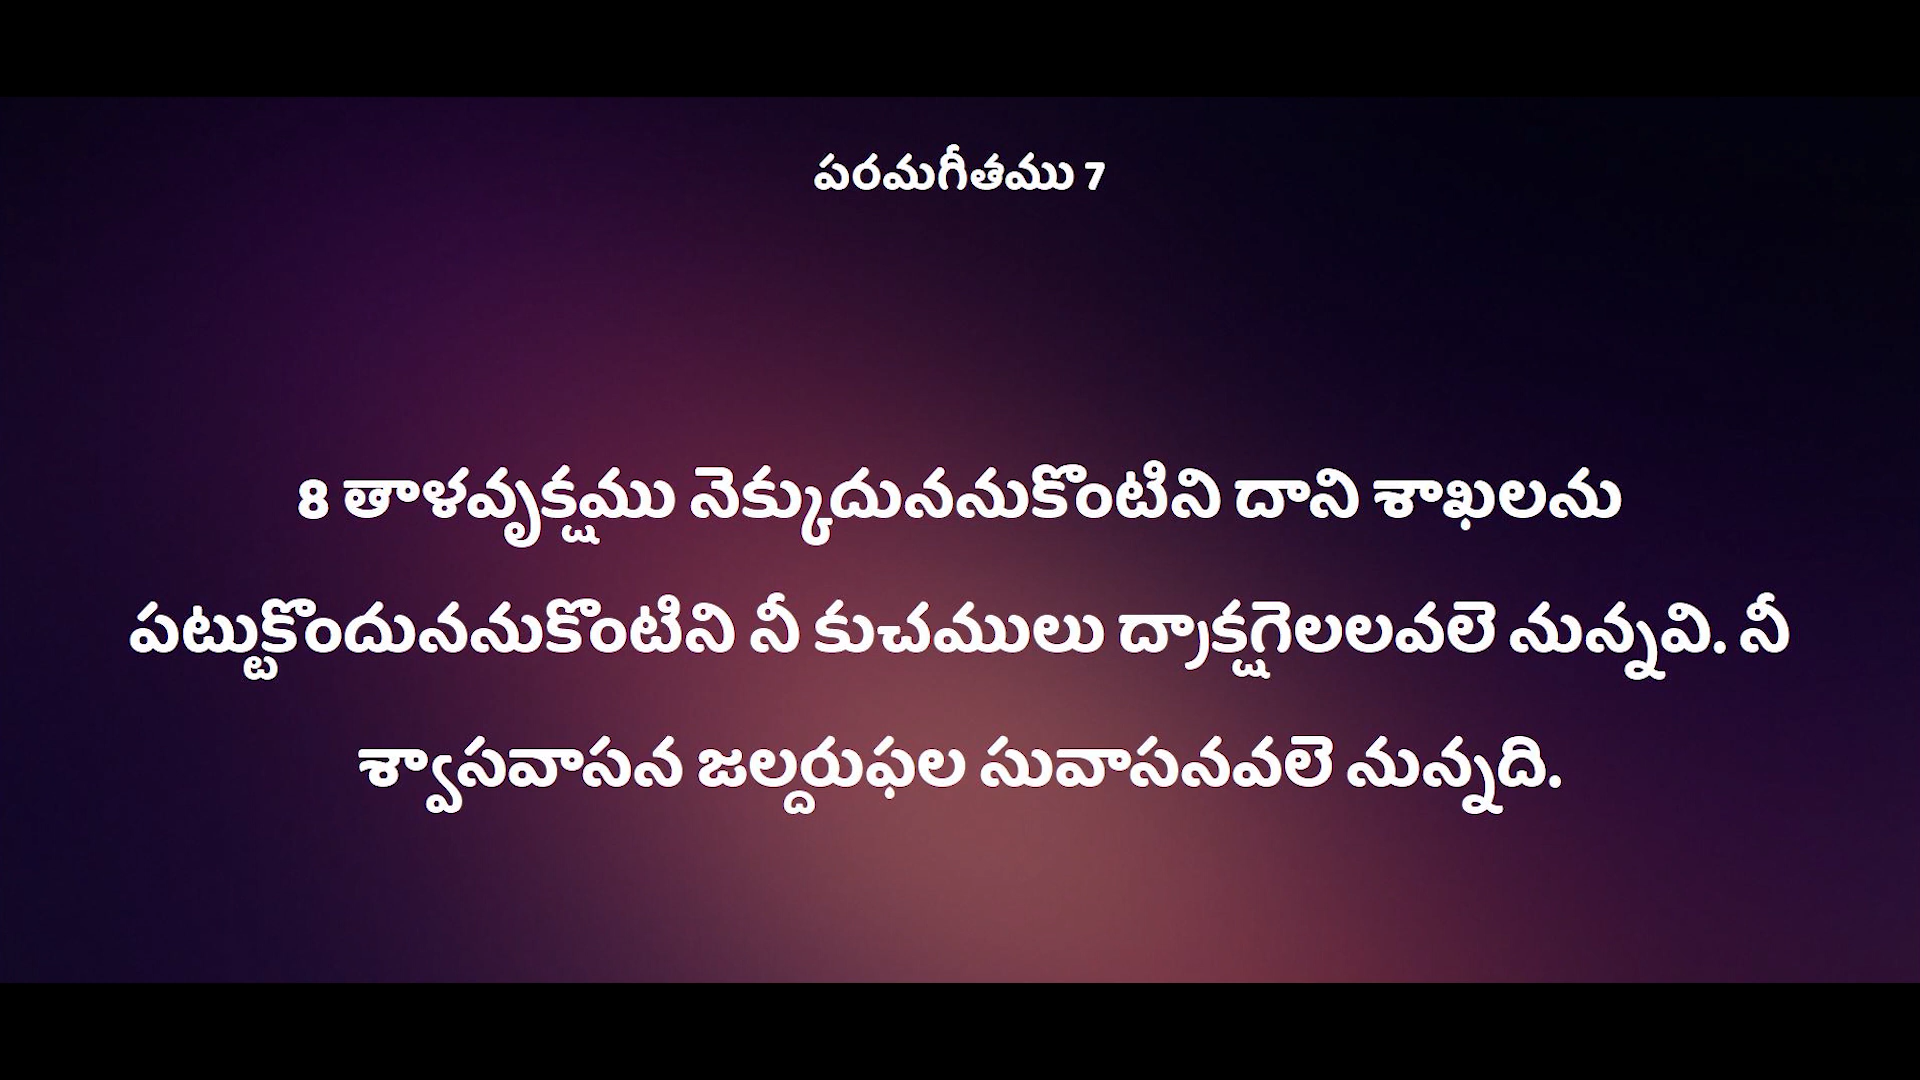 పరమగీతము 7
8 తాళవృక్షము నెక్కుదుననుకొంటిని దాని శాఖలను
పట్టుకొందుననుకొంటిని నీ కుచములు ద్రాక్షగెలలవలె నున్నవి. నీ
శ్వాసవాసన జల్దరుఫల సువాసనవలె నున్నది.